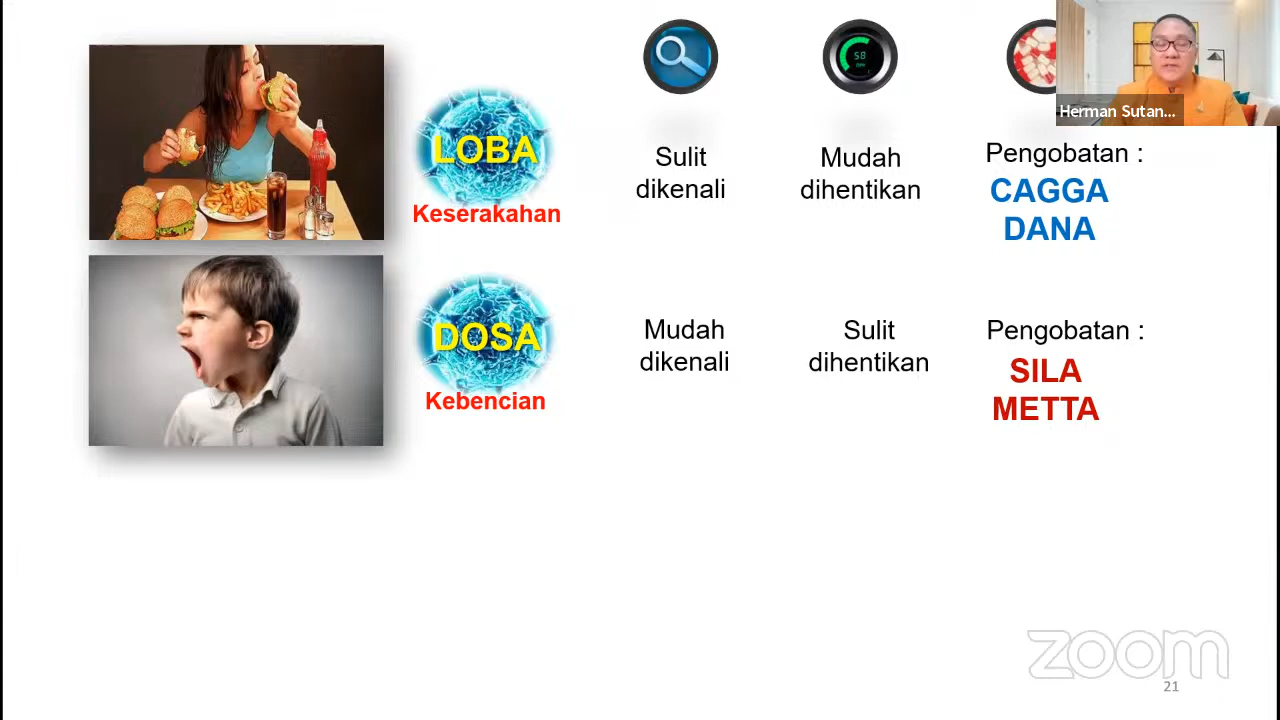 Herman Sutan...
LOBA
Keserakahan
Sulit
dikenali
Mudah
dihentikan
Pengobatan :
CAGGA
DANA
DOSA
Kebencian
Mudah
dikenali
Sulit
dihentikan
Pengobatan :
SILA
METTA
zoom
21